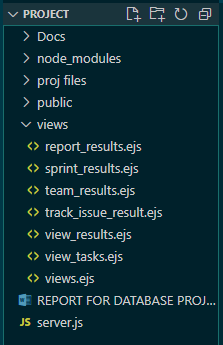 PROJECT
Docs
node_modules
proj files
public
views
report_results.ejs
sprint_results.ejs
team_results.ejs
track_issue_result.ejs
view_results.ejs
view_tasks.ejs
views.ejs
REPORT FOR DATABASE PROJ...
JS server.js